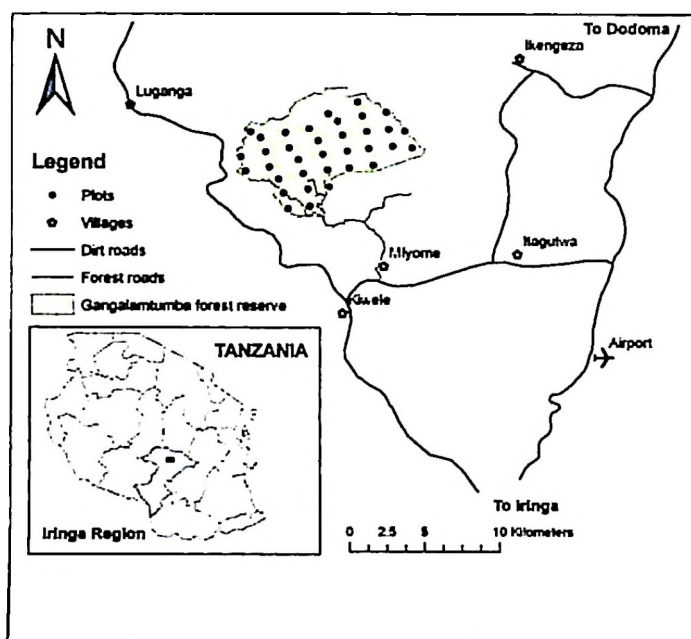 To Dodoma
Ikengeza
N
Luganga
Legend
Plots
Villages
Dirt roads
Forest roads
Gangalamtumba forest reserve
Itagutwa
Mfyome
Kiwele
Airport
TANZANIA
Iringa Region
To Iringa
0 2.5 5 10 Kilometers